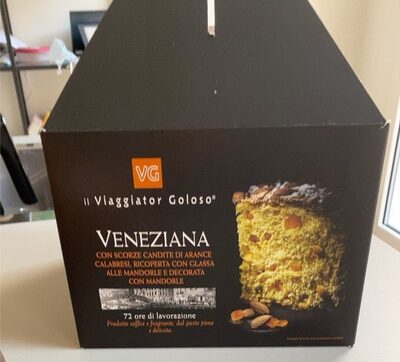 VG
Il Viaggiator Goloso®
VENEZIANA
CON SCORZE CANDITE DI ARANCE
CALABRESI, RICOPERTA CON GLASSA
ALLE MANDORLE E DECORATA
CON MANDORLE
VG
72 ore di lavorazione
Prodotto soffice e fragrante, dal gusto pieno
e delicato.